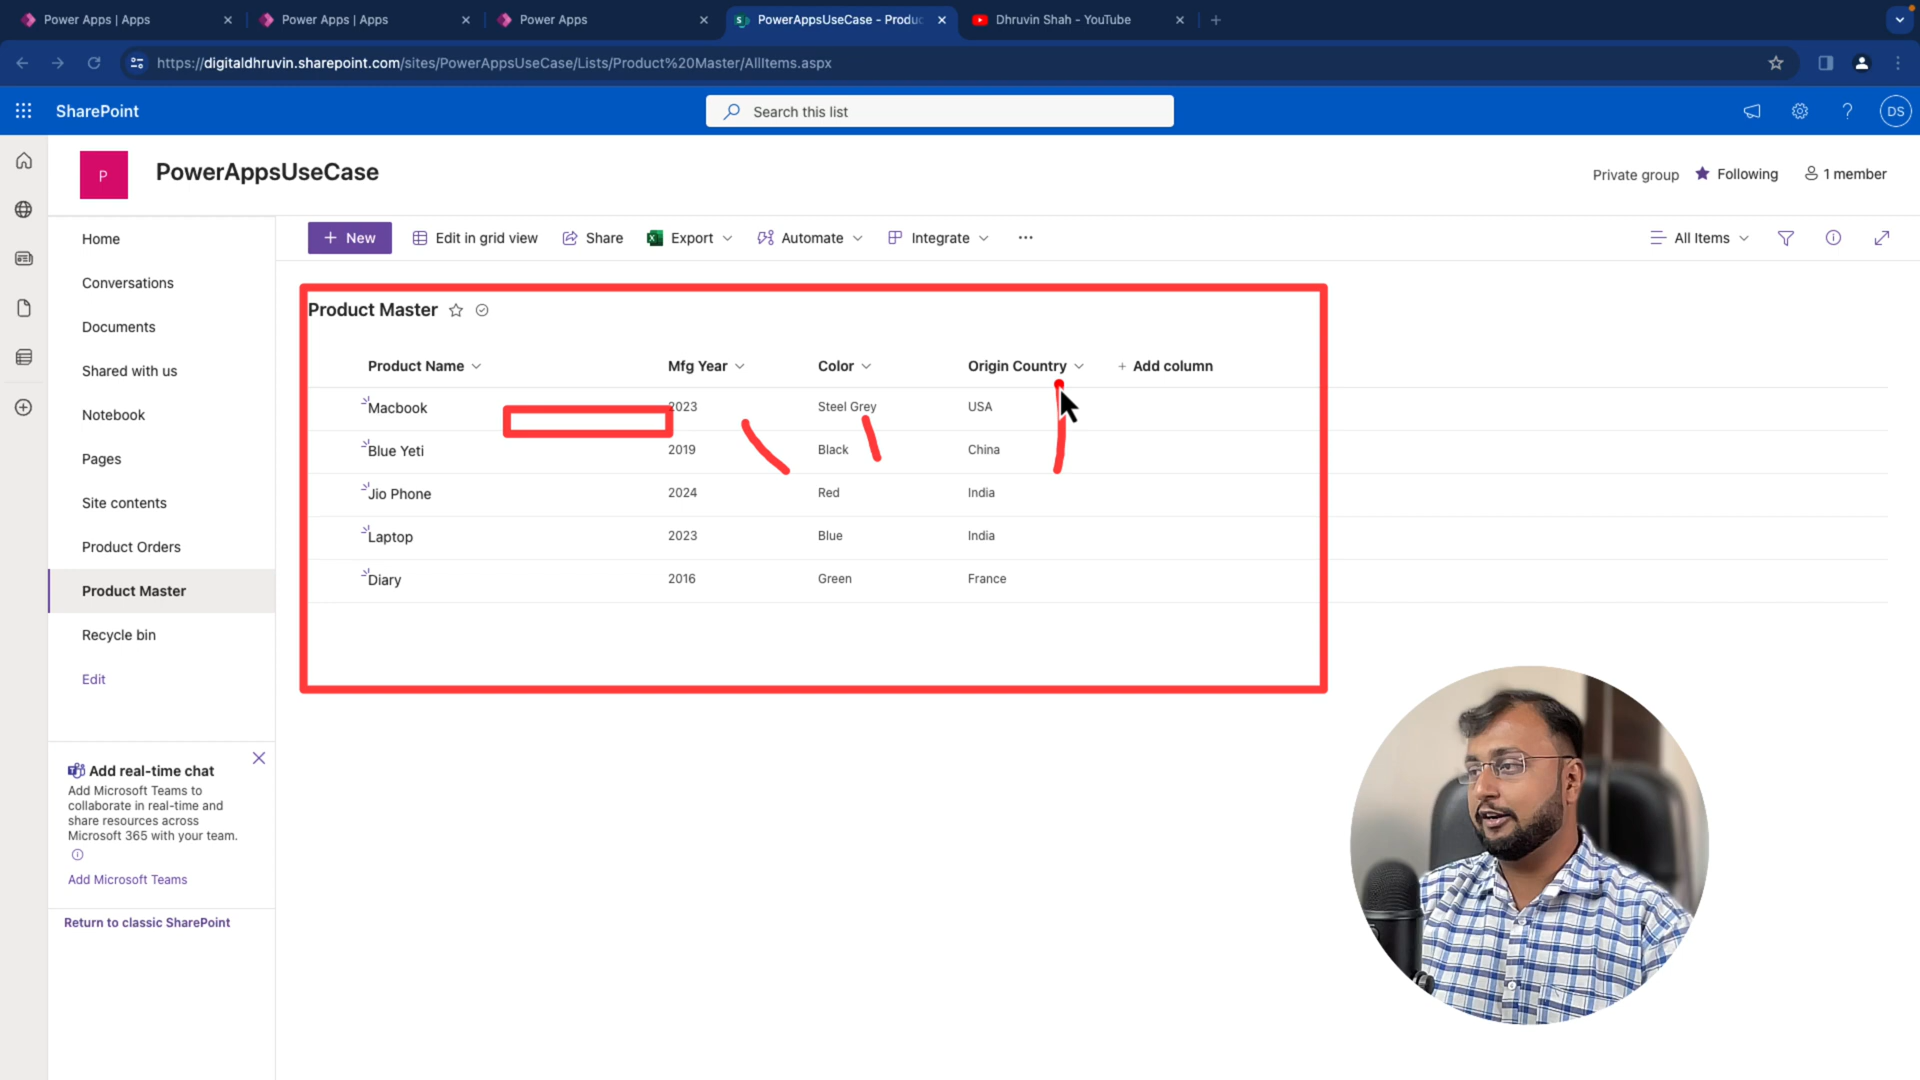 Power Apps | Apps
Power Apps | Apps
Power Apps
PowerAppsUseCase - Produc
Dhruvin Shah - YouTube
https://digitaldhruvin.sharepoint.com/sites/PowerAppsUseCase/Lists/Product%20Master/AllItems.aspx
SharePoint
Search this list
DS
P
PowerAppsUseCase
Private group
Following
1 member
Home
Conversations
Documents
Shared with us
Notebook
Pages
Site contents
Product Orders
Product Master
Recycle bin
Edit
+ New
Edit in grid view
Share
Export
Automate
Integrate
...
All Items
Product Master
Product Name Mfg Year Color Origin Country + Add column
Macbook 2023 Steel Grey USA
Blue Yeti 2019 Black China
Jio Phone 2024 Red India
Laptop 2023 Blue India
Diary 2016 Green France
Add real-time chat
Add Microsoft Teams to
collaborate in real-time and
share resources across
Microsoft 365 with your team.
Add Microsoft Teams
Return to classic SharePoint